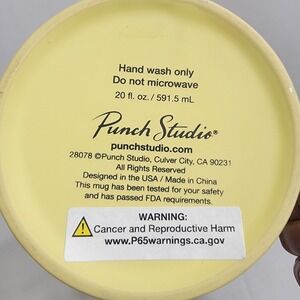 Hand wash only
Do not microwave
20 fl. oz. / 591.5 mL
Punch Studio®
punchstudio.com
28078 ©Punch Studio, Culver City, CA 90231
All Rights Reserved
Designed in the USA / Made in China
This mug has been tested for your safety
and has passed FDA requirements.
WARNING:
Cancer and Reproductive Harm
www.P65warnings.ca.gov